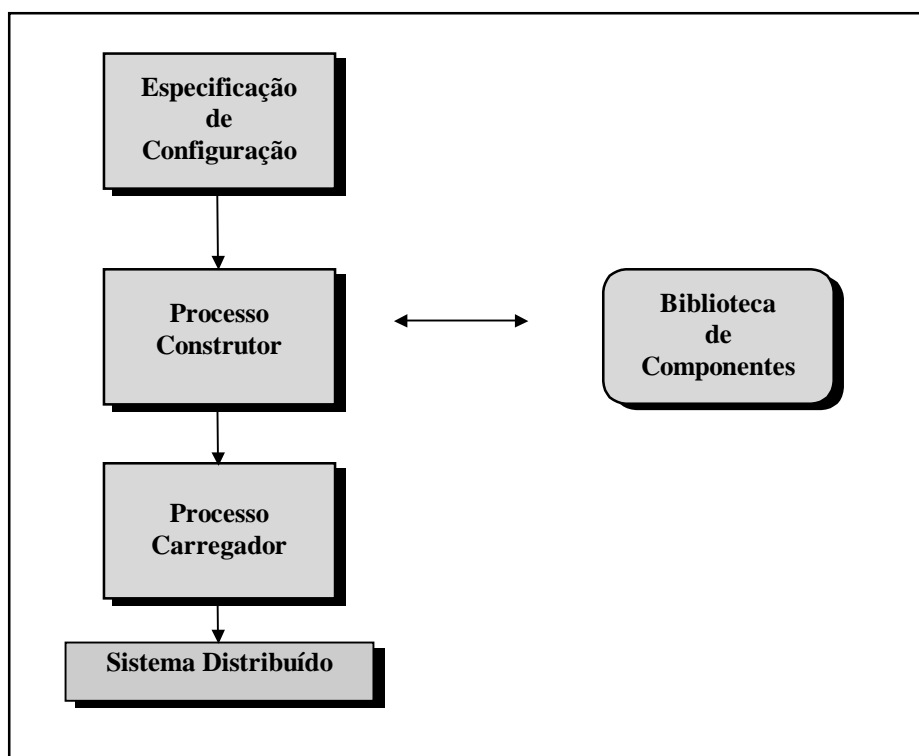 Especificação
de
Configuração
Processo
Construtor
Biblioteca
de
Componentes
Processo
Carregador
Sistema Distribuído